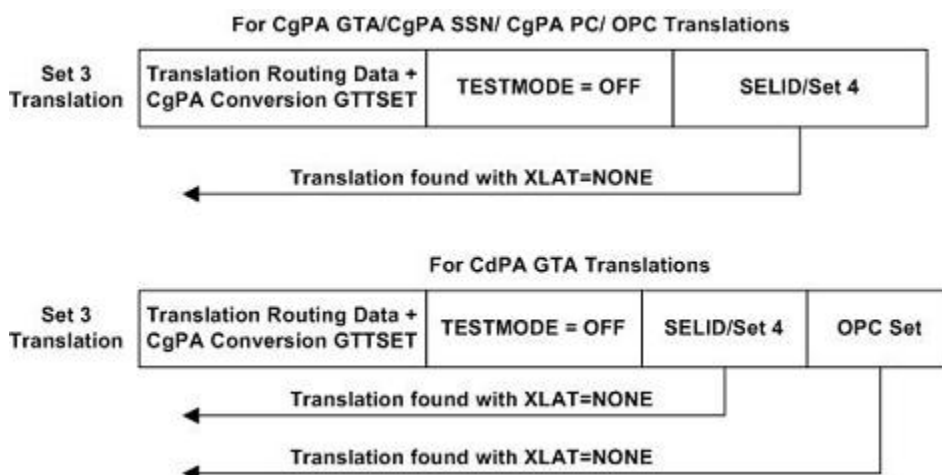 For CgPA GTA/CgPA SSN/ CgPA PC/ OPC Translations
Set 3
Translation
Translation Routing Data +
CgPA Conversion GTTSET
TESTMODE = OFF
SELID/Set 4
Translation found with XLAT=NONE
For CdPA GTA Translations
Set 3
Translation
Translation Routing Data +
CgPA Conversion GTTSET
TESTMODE = OFF
SELID/Set 4
OPC Set
Translation found with XLAT=NONE
Translation found with XLAT=NONE